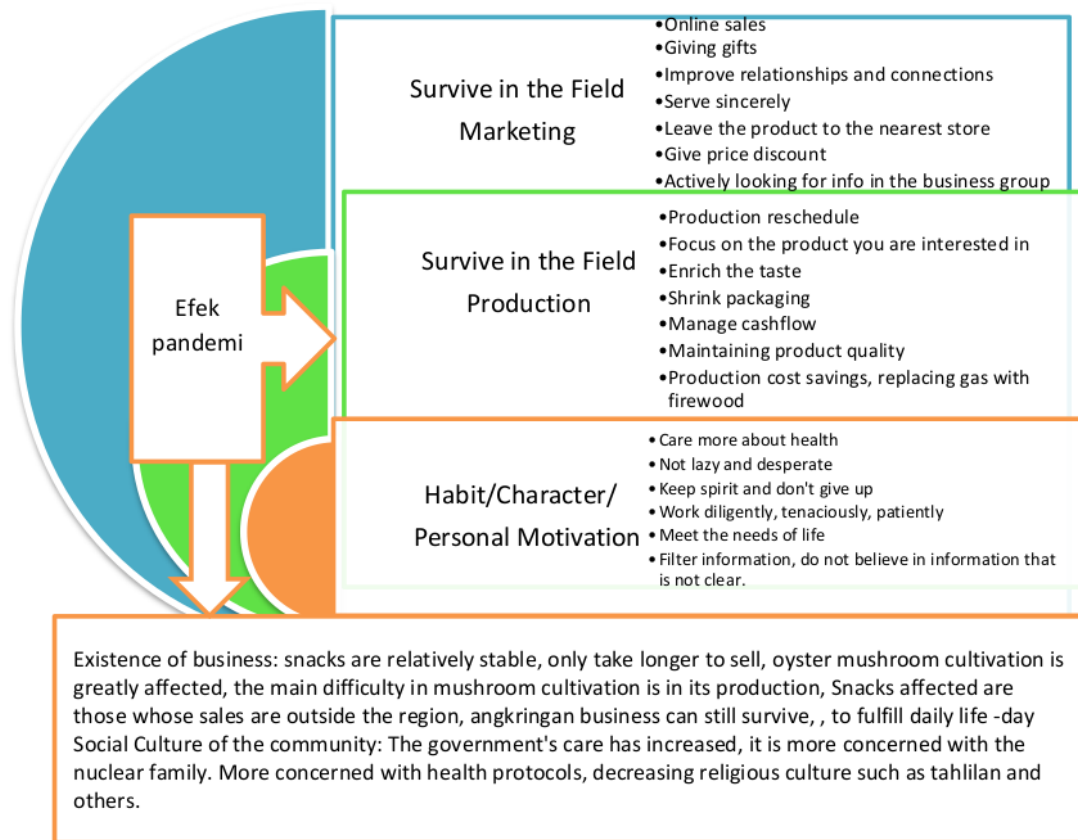 Efek
pandemi
Survive in the Field
Marketing
•Online sales
•Giving gifts
•Improve relationships and connections
•Serve sincerely
•Leave the product to the nearest store
•Give price discount
•Actively looking for info in the business group
Survive in the Field
Production
•Production reschedule
•Focus on the product you are interested in
•Enrich the taste
•Shrink packaging
•Manage cashflow
•Maintaining product quality
•Production cost savings, replacing gas with
firewood
Habit/Character/
Personal Motivation
• Care more about health
• Not lazy and desperate
• Keep spirit and don't give up
• Work diligently, tenaciously, patiently
• Meet the needs of life
• Filter information, do not believe in information that
is not clear.
Existence of business: snacks are relatively stable, only take longer to sell, oyster mushroom cultivation is
greatly affected, the main difficulty in mushroom cultivation is in its production, Snacks affected are
those whose sales are outside the region, angkringan business can still survive, , to fulfill daily life -day
Social Culture of the community: The government's care has increased, it is more concerned with the
nuclear family. More concerned with health protocols, decreasing religious culture such as tahlilan and
others.